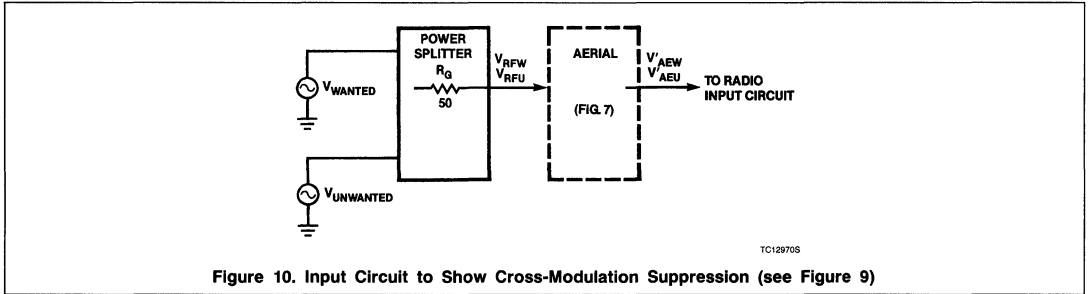 POWER
SPLITTER
R_G
50
V_WANTED
V_UNWANTED
V_RFW
V_RFU
AERIAL
(FIG. 7)
V'_AEW
V'_AEU
TO RADIO
INPUT CIRCUIT
TC12970S
Figure 10. Input Circuit to Show Cross-Modulation Suppression (see Figure 9)